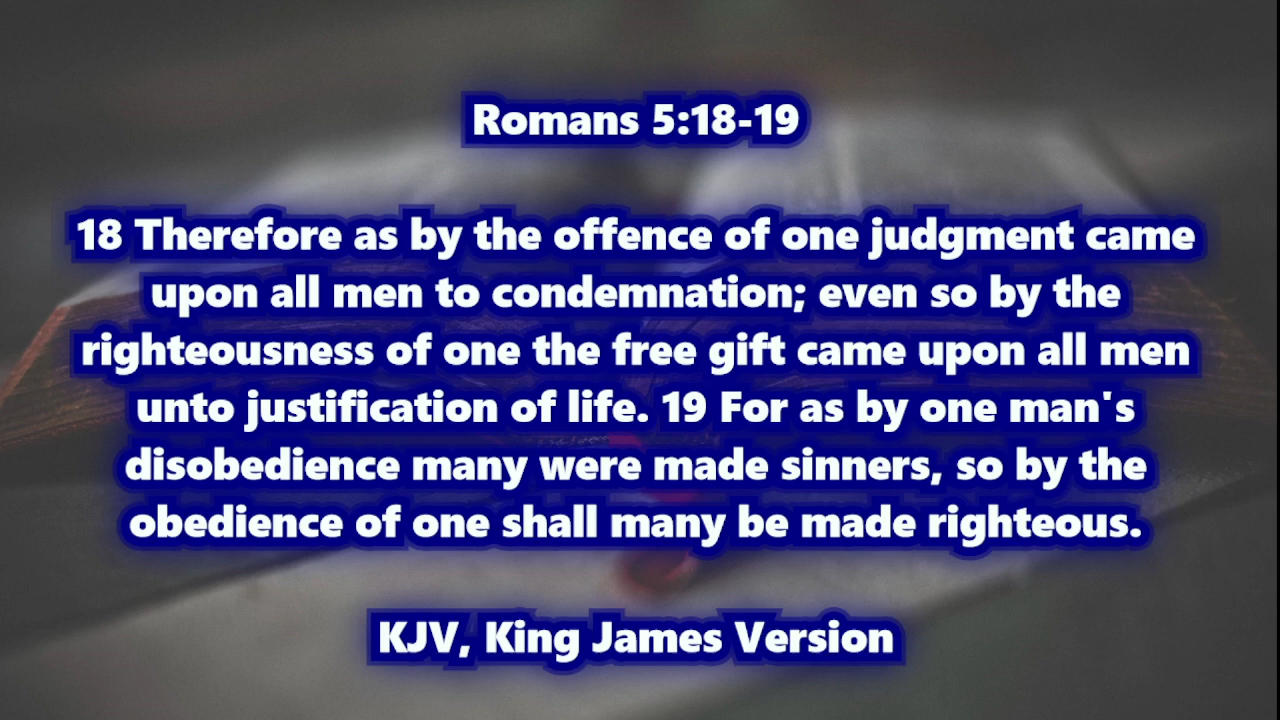 Romans 5:18-19
18 Therefore as by the offence of one judgment came
upon all men to condemnation; even so by the
righteousness of one the free gift came upon all men
unto justification of life. 19 For as by one man's
disobedience many were made sinners, so by the
obedience of one shall many be made righteous.
KJV, King James Version